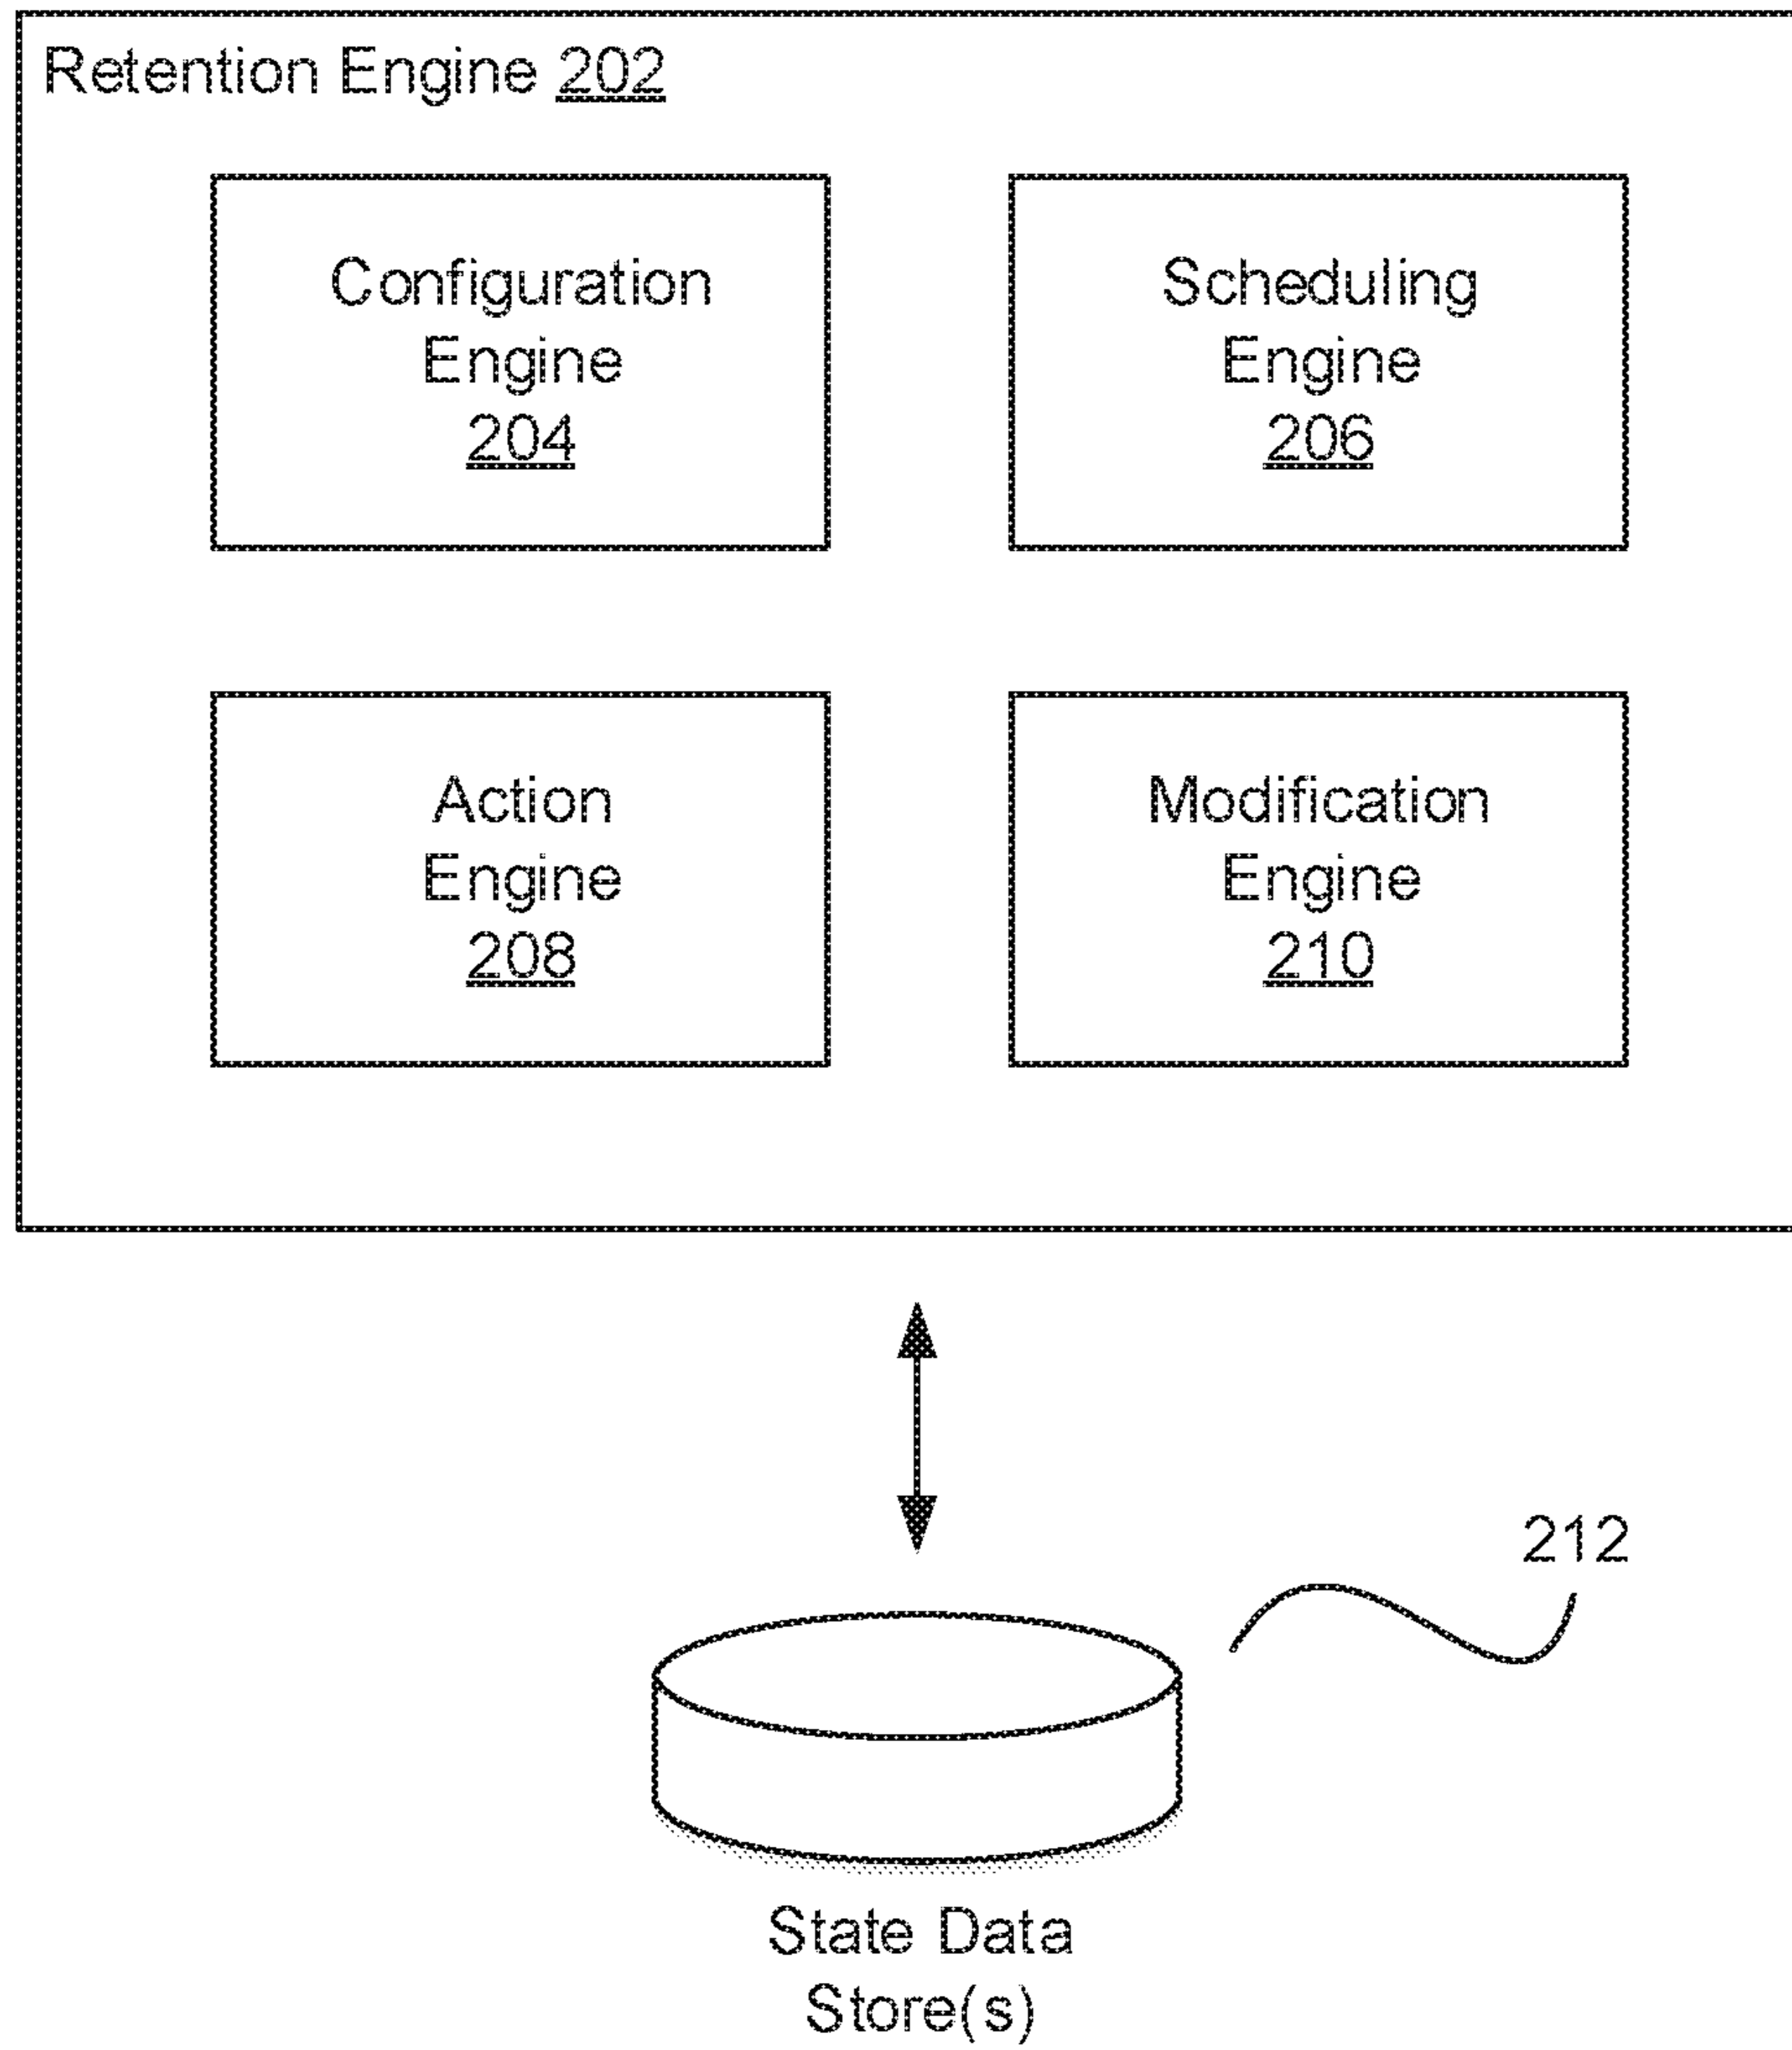 Retention Engine 202
Configuration
Engine
204
Scheduling
Engine
206
Action
Engine
208
Modification
Engine
210
212
State Data
Store(s)